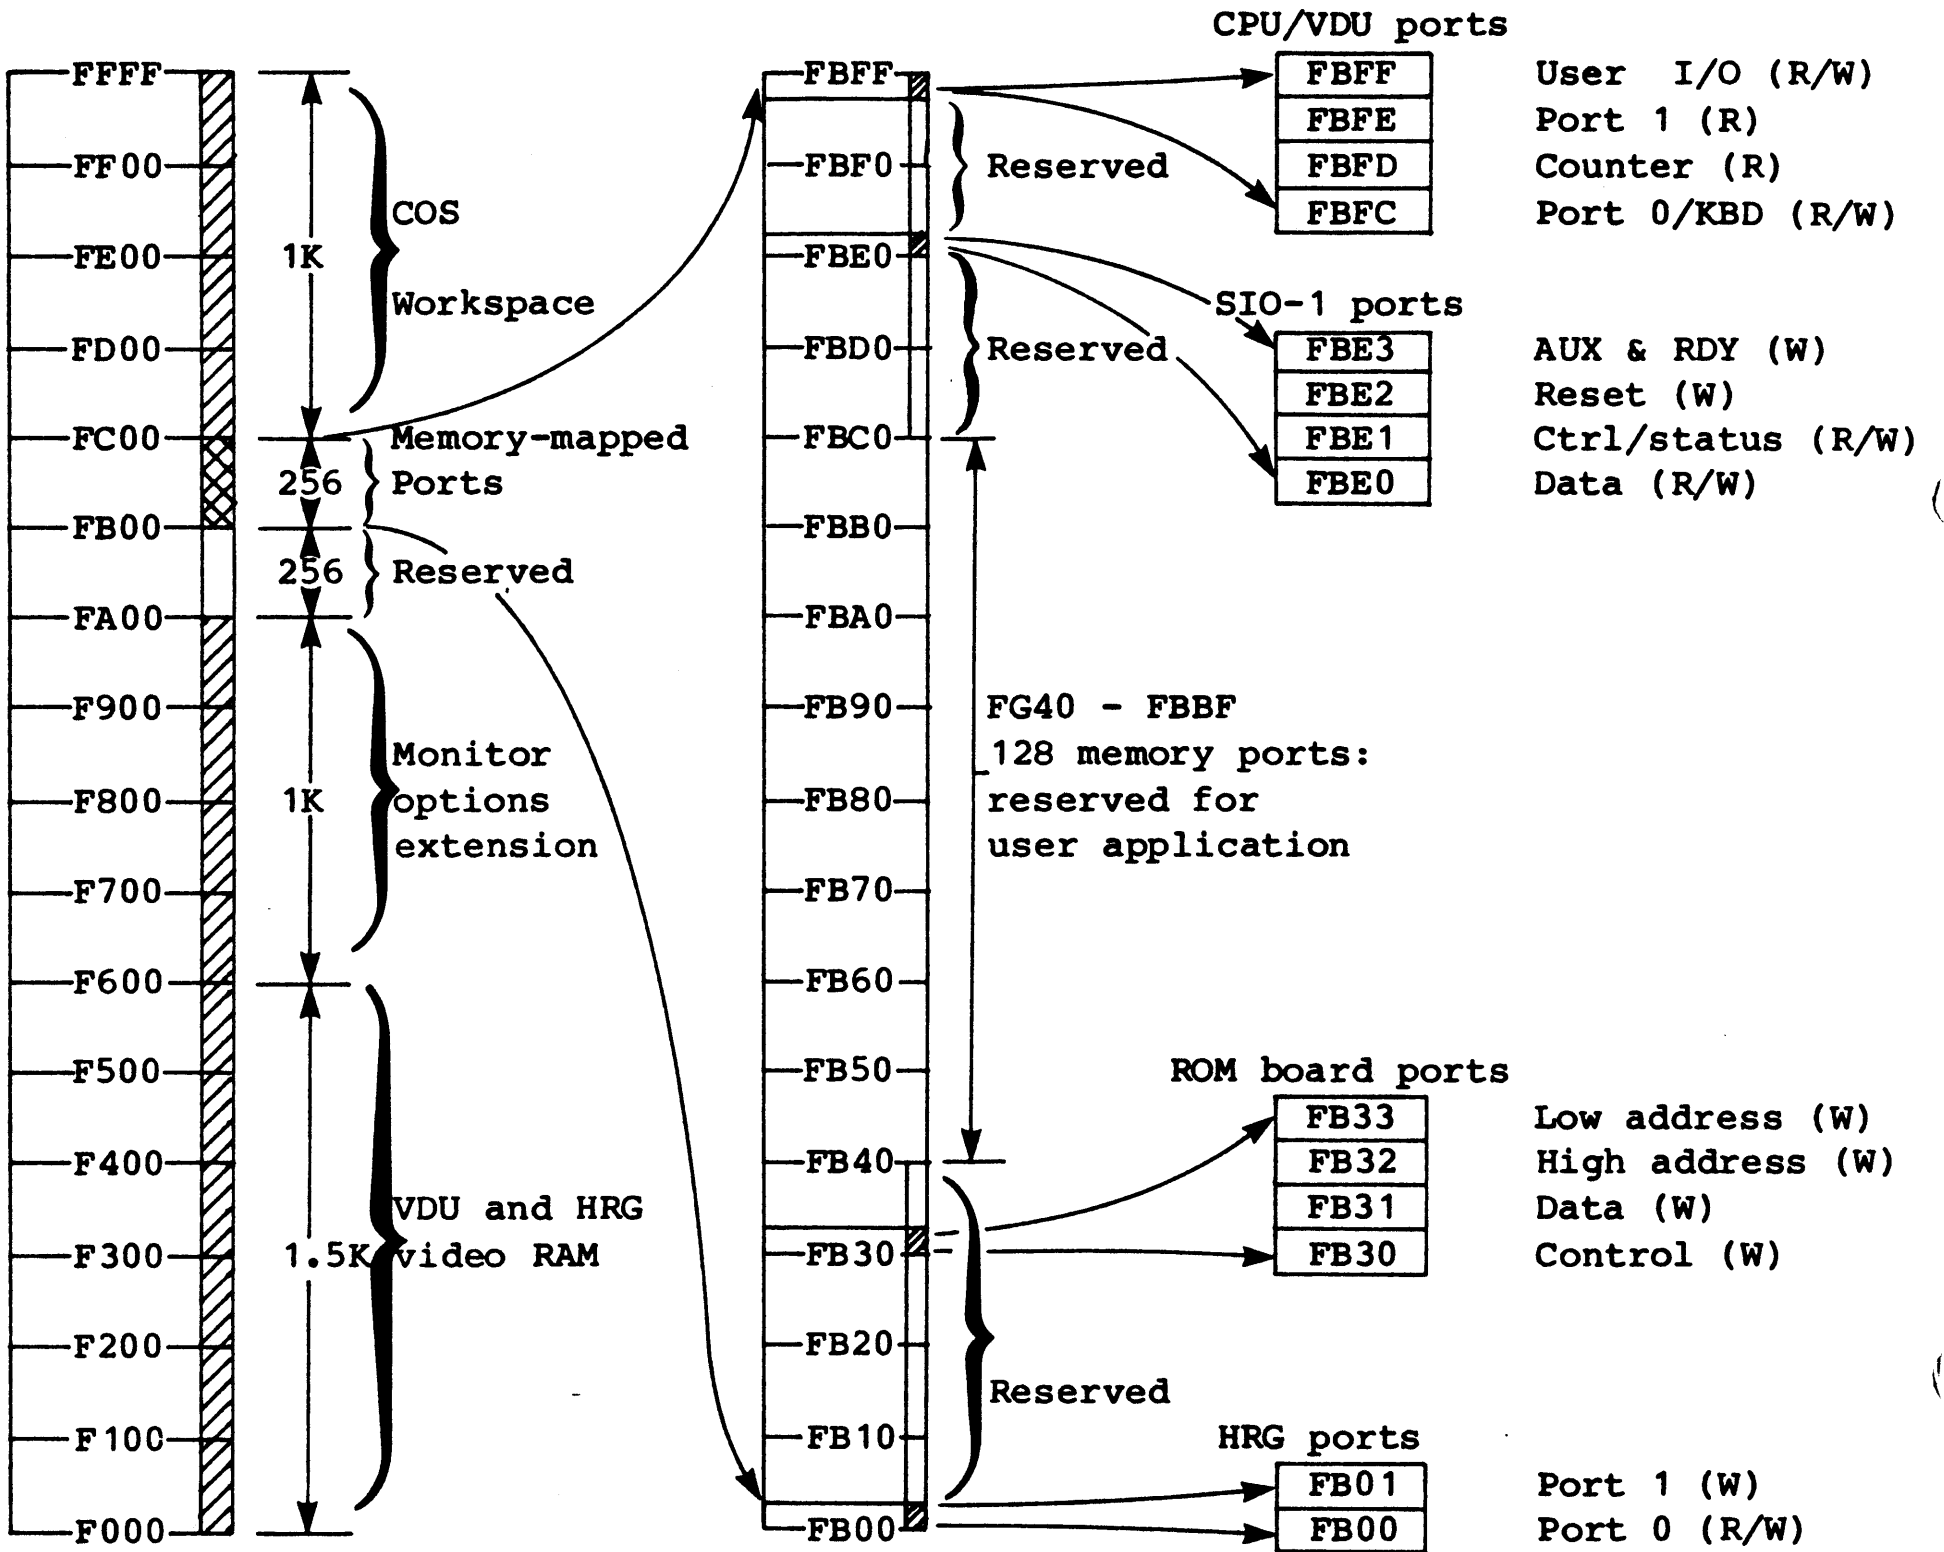 FFFF
FF00
FE00
FD00
FC00
FB00
FA00
F900
F800
F700
F600
F500
F400
F300
F200
F100
F000
1K
COS
Workspace
256
Memory-mapped
Ports
256
Reserved
1K
Monitor
options
extension
1.5K
VDU and HRG
video RAM
FBFF
FBF0
FBE0
FBD0
FBC0
FBB0
FBA0
FB90
FB80
FB70
FB60
FB50
FB40
FB30
FB20
FB10
FB00
Reserved
Reserved
FG40 - FBBF
128 memory ports:
reserved for
user application
Reserved
CPU/VDU ports
FBFF User I/O (R/W)
FBFE Port 1 (R)
FBFD Counter (R)
FBFC Port 0/KBD (R/W)
SIO-1 ports
FBE3 AUX & RDY (W)
FBE2 Reset (W)
FBE1 Ctrl/status (R/W)
FBE0 Data (R/W)
ROM board ports
FB33 Low address (W)
FB32 High address (W)
FB31 Data (W)
FB30 Control (W)
HRG ports
FB01 Port 1 (W)
FB00 Port 0 (R/W)